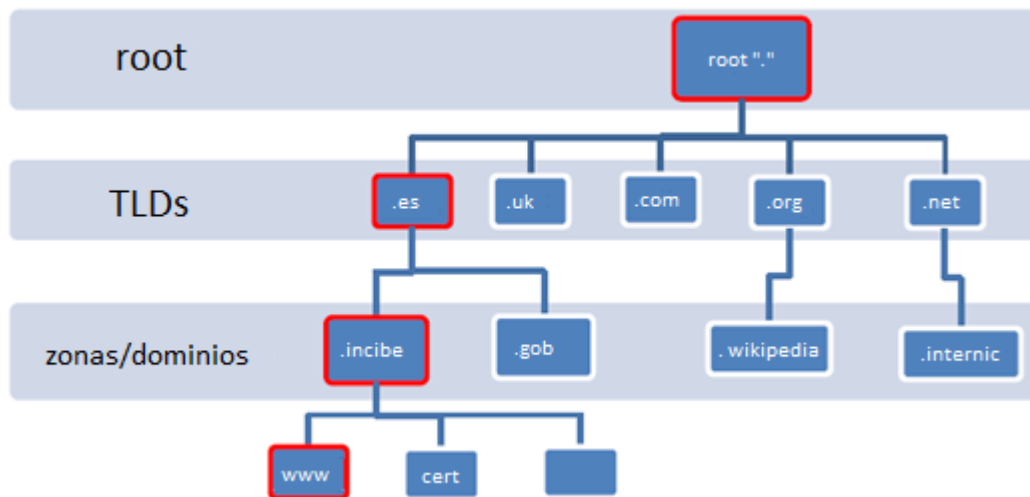 root
root "."
TLDs
.es
.uk
.com
.org
.net
zonas/dominios
.incibe
.gob
. wikipedia
.internic
www
cert